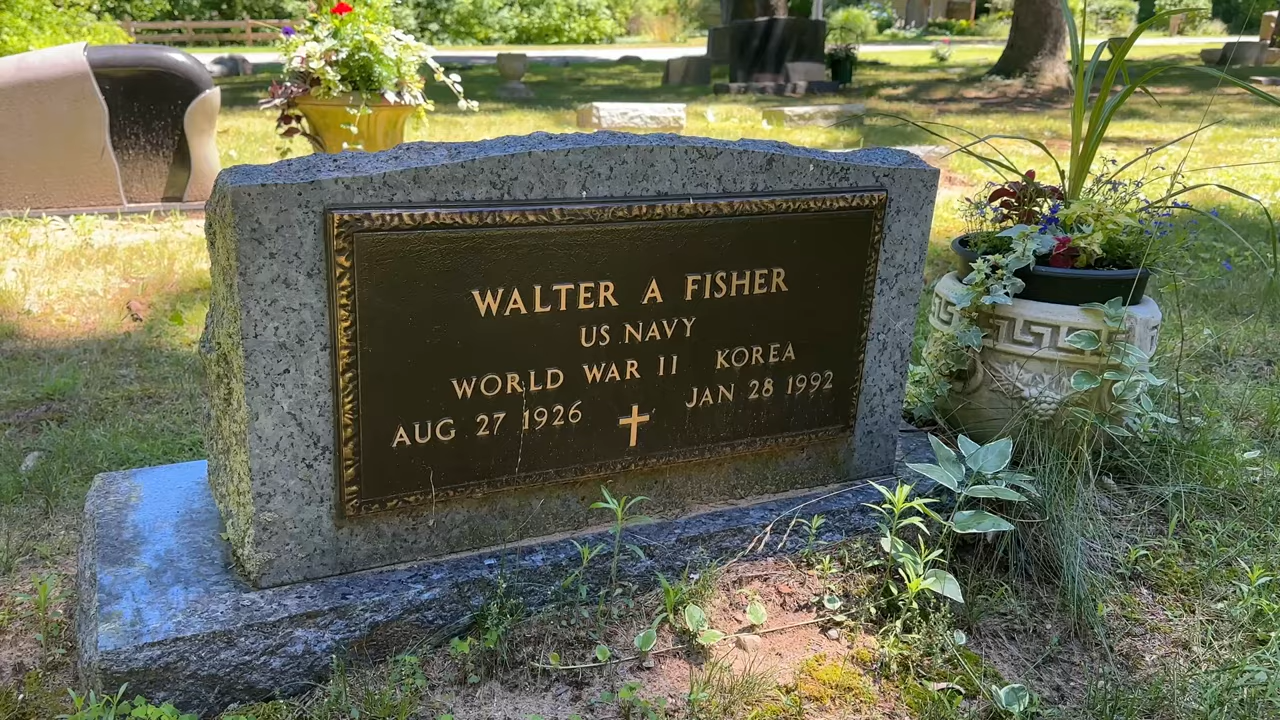 WALTER A FISHER
US NAVY
WORLD WAR II KOREA
AUG 27 1926 JAN 28 1992